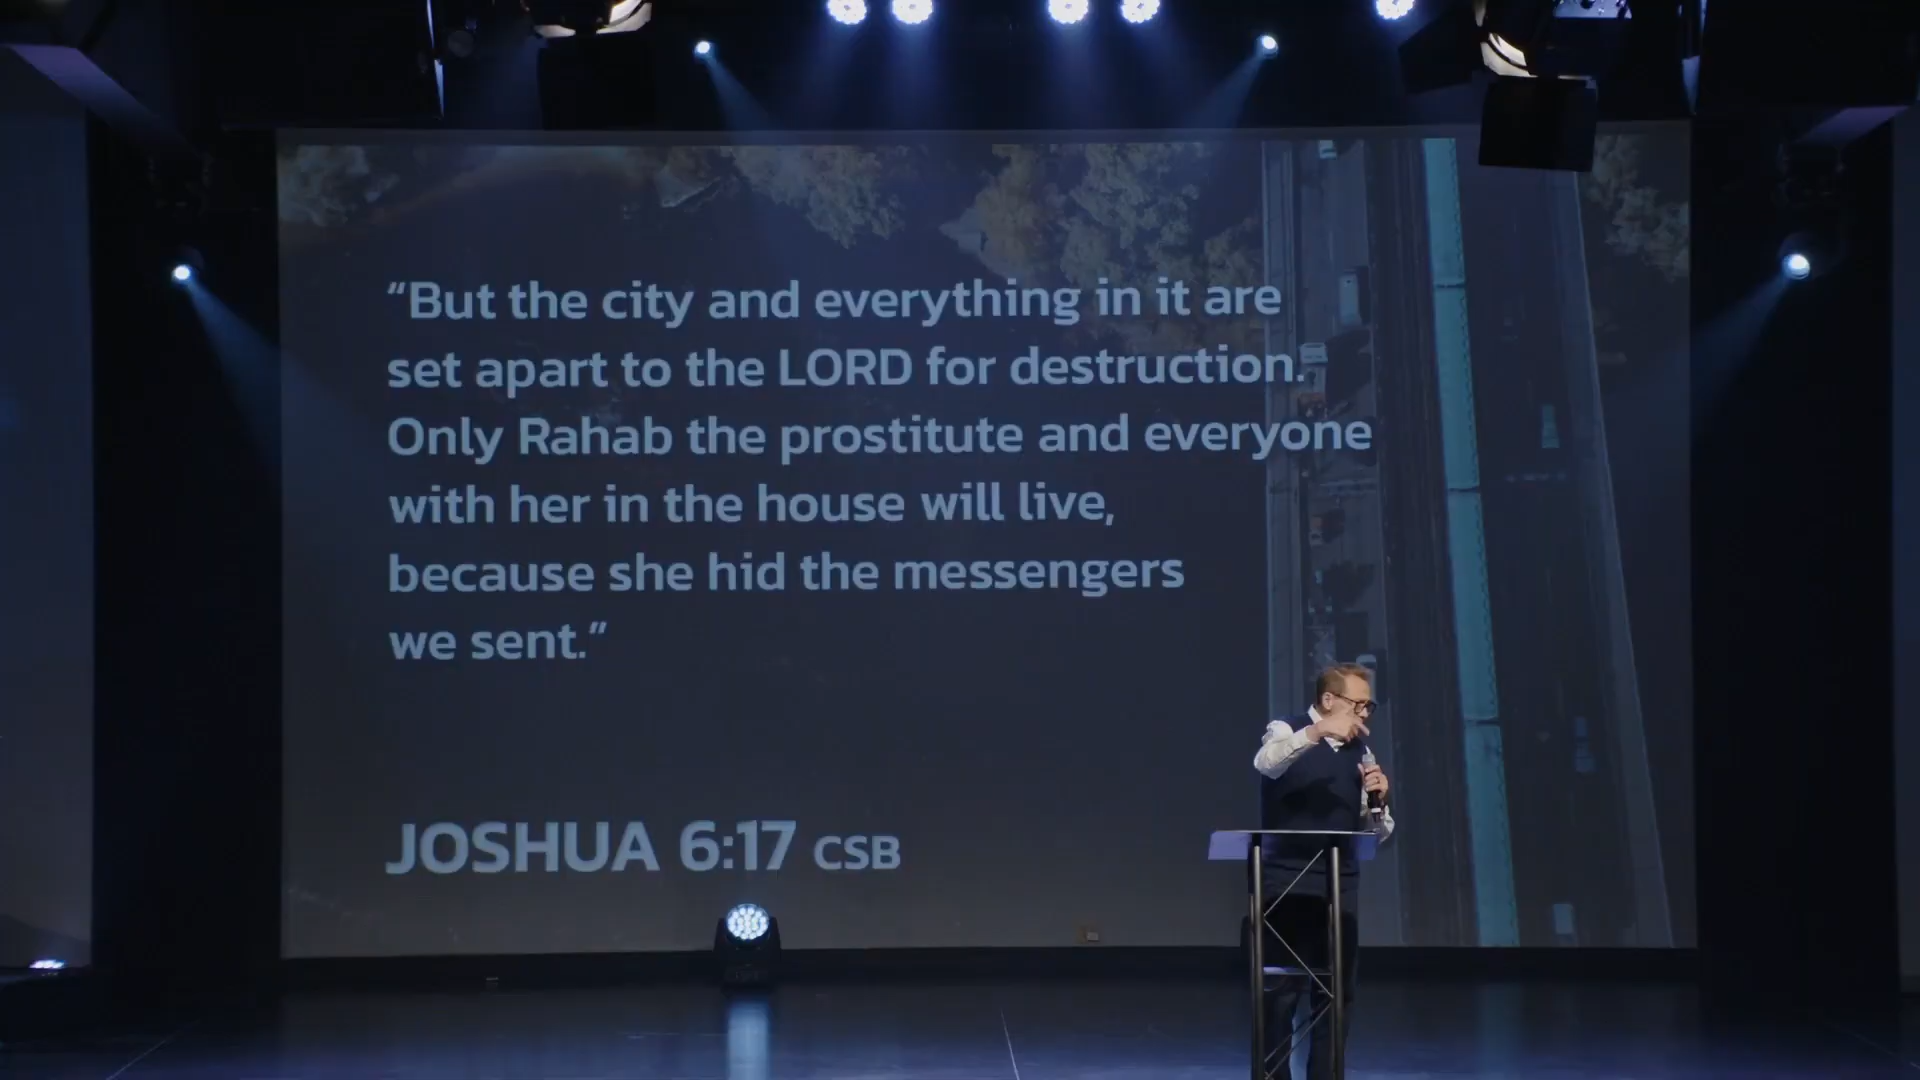 “But the city and everything in it are
set apart to the LORD for destruction.
Only Rahab the prostitute and everyone
with her in the house will live,
because she hid the messengers
we sent.”
JOSHUA 6:17 CSB